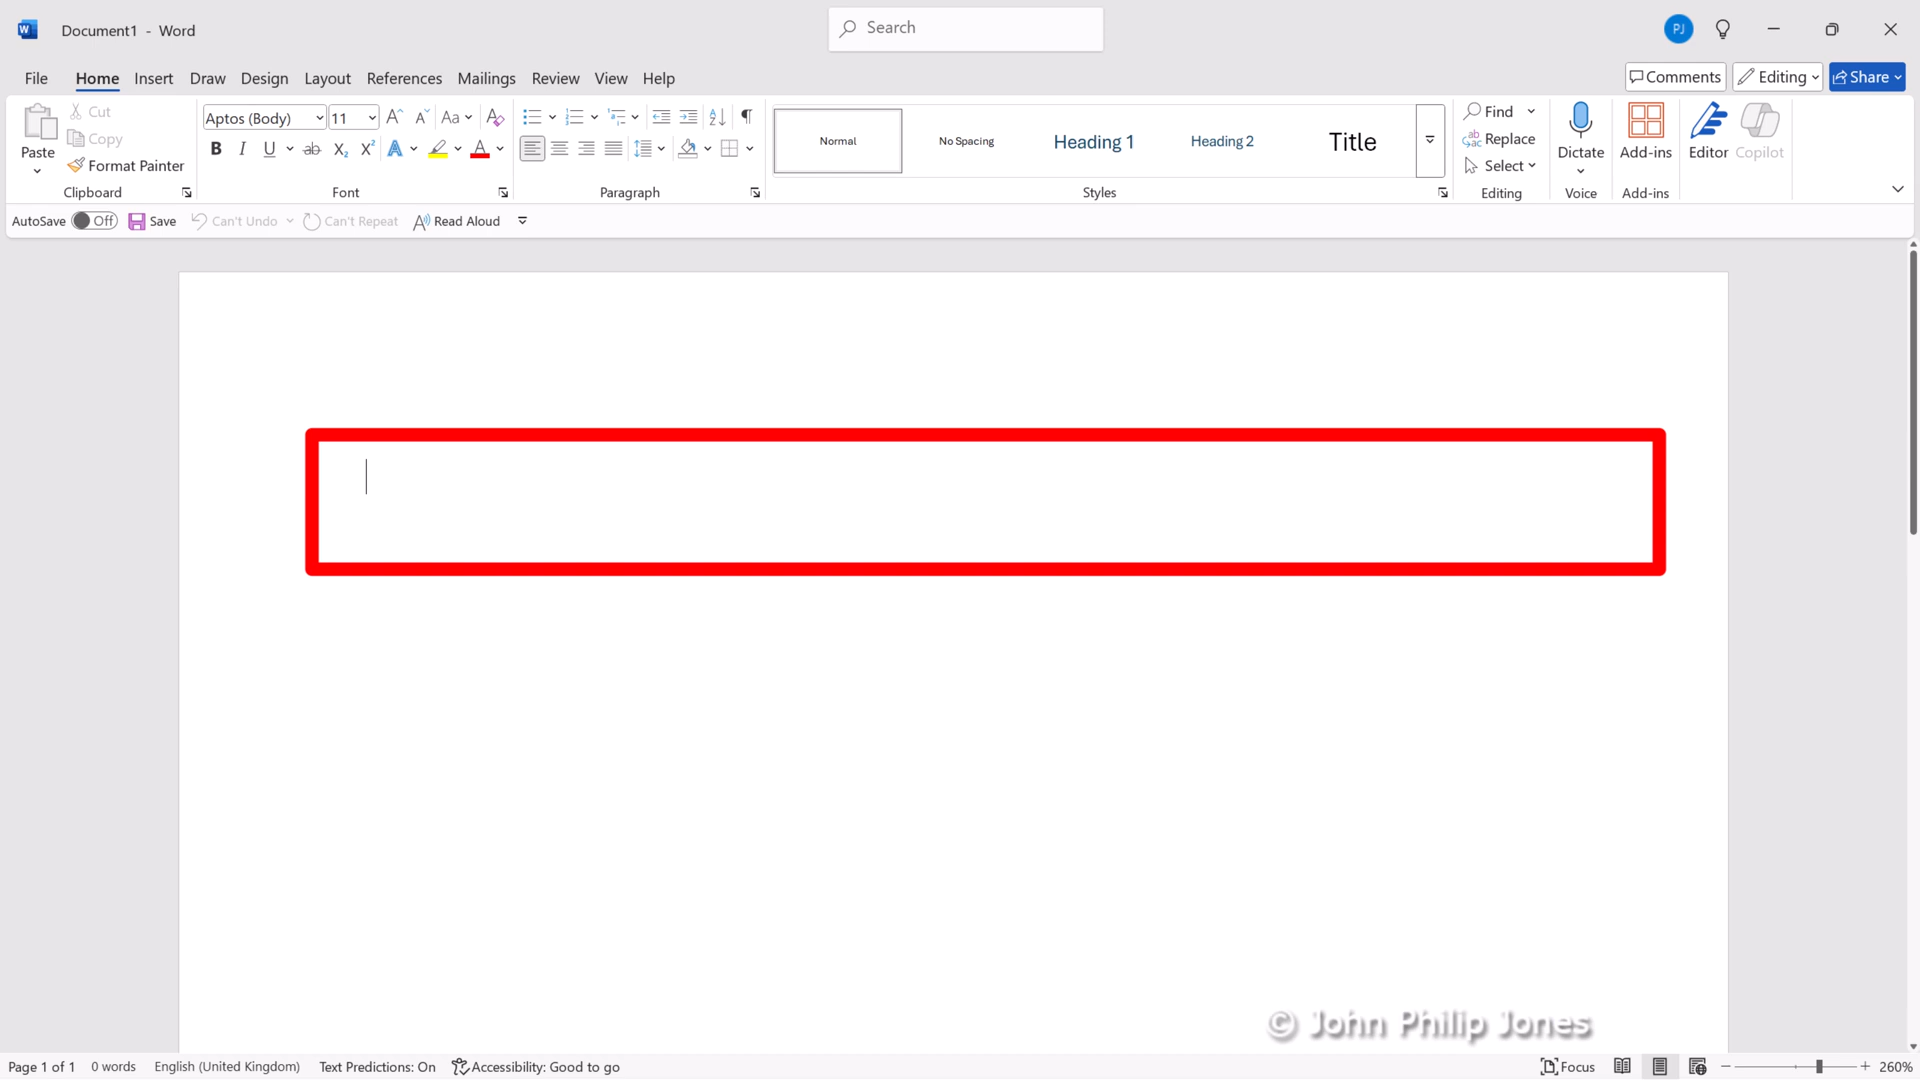 Document1 - Word
Search
PJ
File Home Insert Draw Design Layout References Mailings Review View Help
Comments Editing Share
Paste
Cut
Copy
Format Painter
Clipboard
Aptos (Body) 11
Font
Paragraph
Normal No Spacing Heading 1 Heading 2 Title
Styles
Find
Replace
Select
Editing
Dictate
Voice
Add-ins
Add-ins
Editor
Copilot
AutoSave Off Save Can't Undo Can't Repeat Read Aloud
© John Philip Jones
Page 1 of 1 0 words English (United Kingdom) Text Predictions: On Accessibility: Good to go Focus 260%